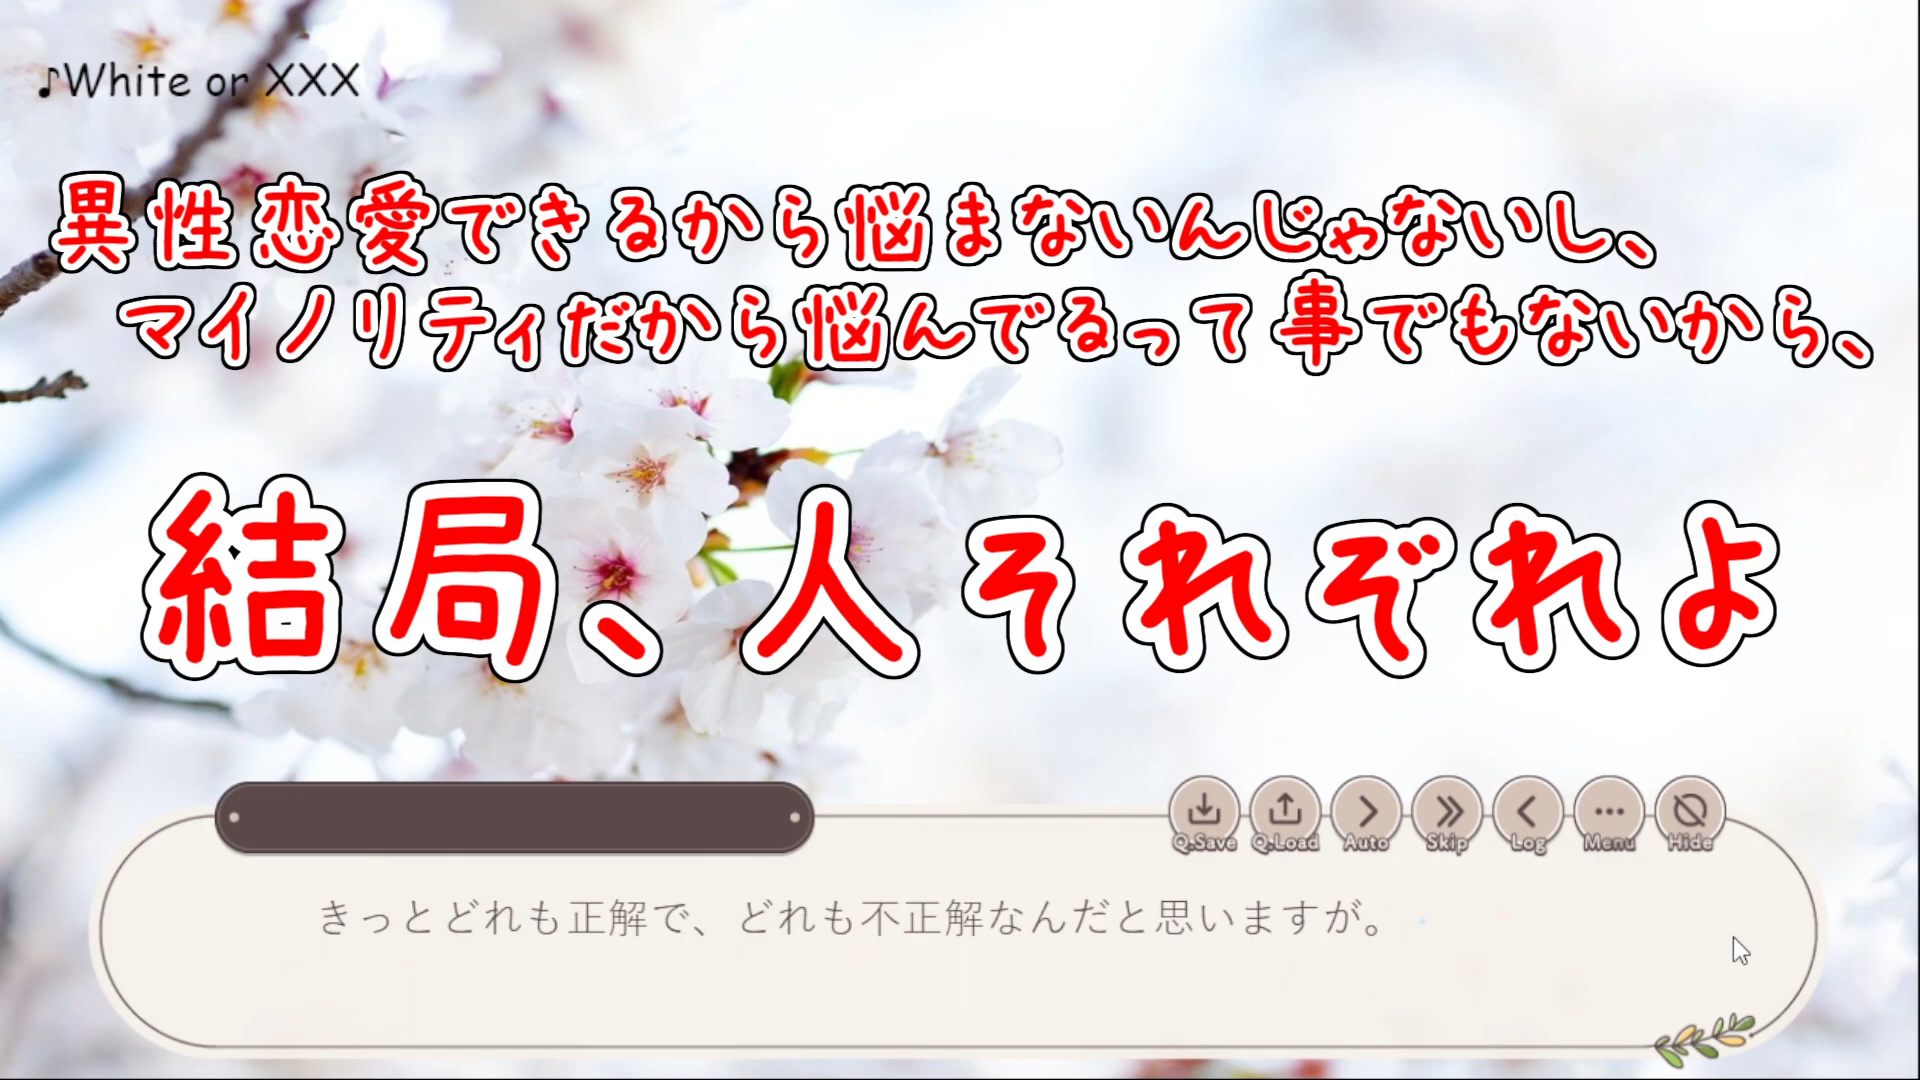 ♪White or XXX
異性恋愛できるから悩まないんじゃないし、
マイノリティだから悩んでるって事でもないから、
結局、人それぞれよ
Q.Save Q.Load Auto Skip Log Menu Hide
きっとどれも正解で、どれも不正解なんだと思いますが。